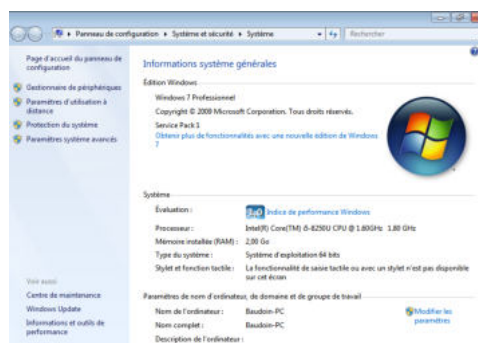 Panneau de configuration ▸ Système et sécurité ▸ Système
Rechercher
Page d'accueil du panneau de
configuration
Gestionnaire de périphériques
Paramètres d'utilisation à
distance
Protection du système
Paramètres système avancés
Voir aussi
Centre de maintenance
Windows Update
Informations et outils de
performance
Informations système générales
Édition Windows
Windows 7 Professionnel
Copyright © 2009 Microsoft Corporation. Tous droits réservés.
Service Pack 1
Obtenir plus de fonctionnalités avec une nouvelle édition de Windows
7
Système
Évaluation :
Indice de performance Windows
Processeur : Intel(R) Core(TM) i5-8250U CPU @ 1.60GHz 1.80 GHz
Mémoire installée (RAM) : 2,00 Go
Type du système : Système d'exploitation 64 bits
Stylet et fonction tactile : La fonctionnalité de saisie tactile ou avec un stylet n'est pas disponible
sur cet écran
Paramètres de nom d'ordinateur, de domaine et de groupe de travail
Nom de l'ordinateur : Baudoin-PC
Modifier les
paramètres
Nom complet : Baudoin-PC
Description de l'ordinateur :